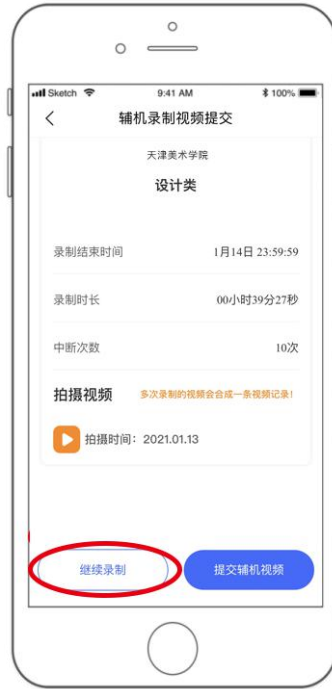 Sketch 9:41 AM 100%
辅机录制视频提交
天津美术学院
设计类
录制结束时间 1月14日 23:59:59
录制时长 00小时39分27秒
中断次数 10次
拍摄视频 多次录制的视频会合成一条视频记录！
拍摄时间：2021.01.13
继续录制 提交辅机视频